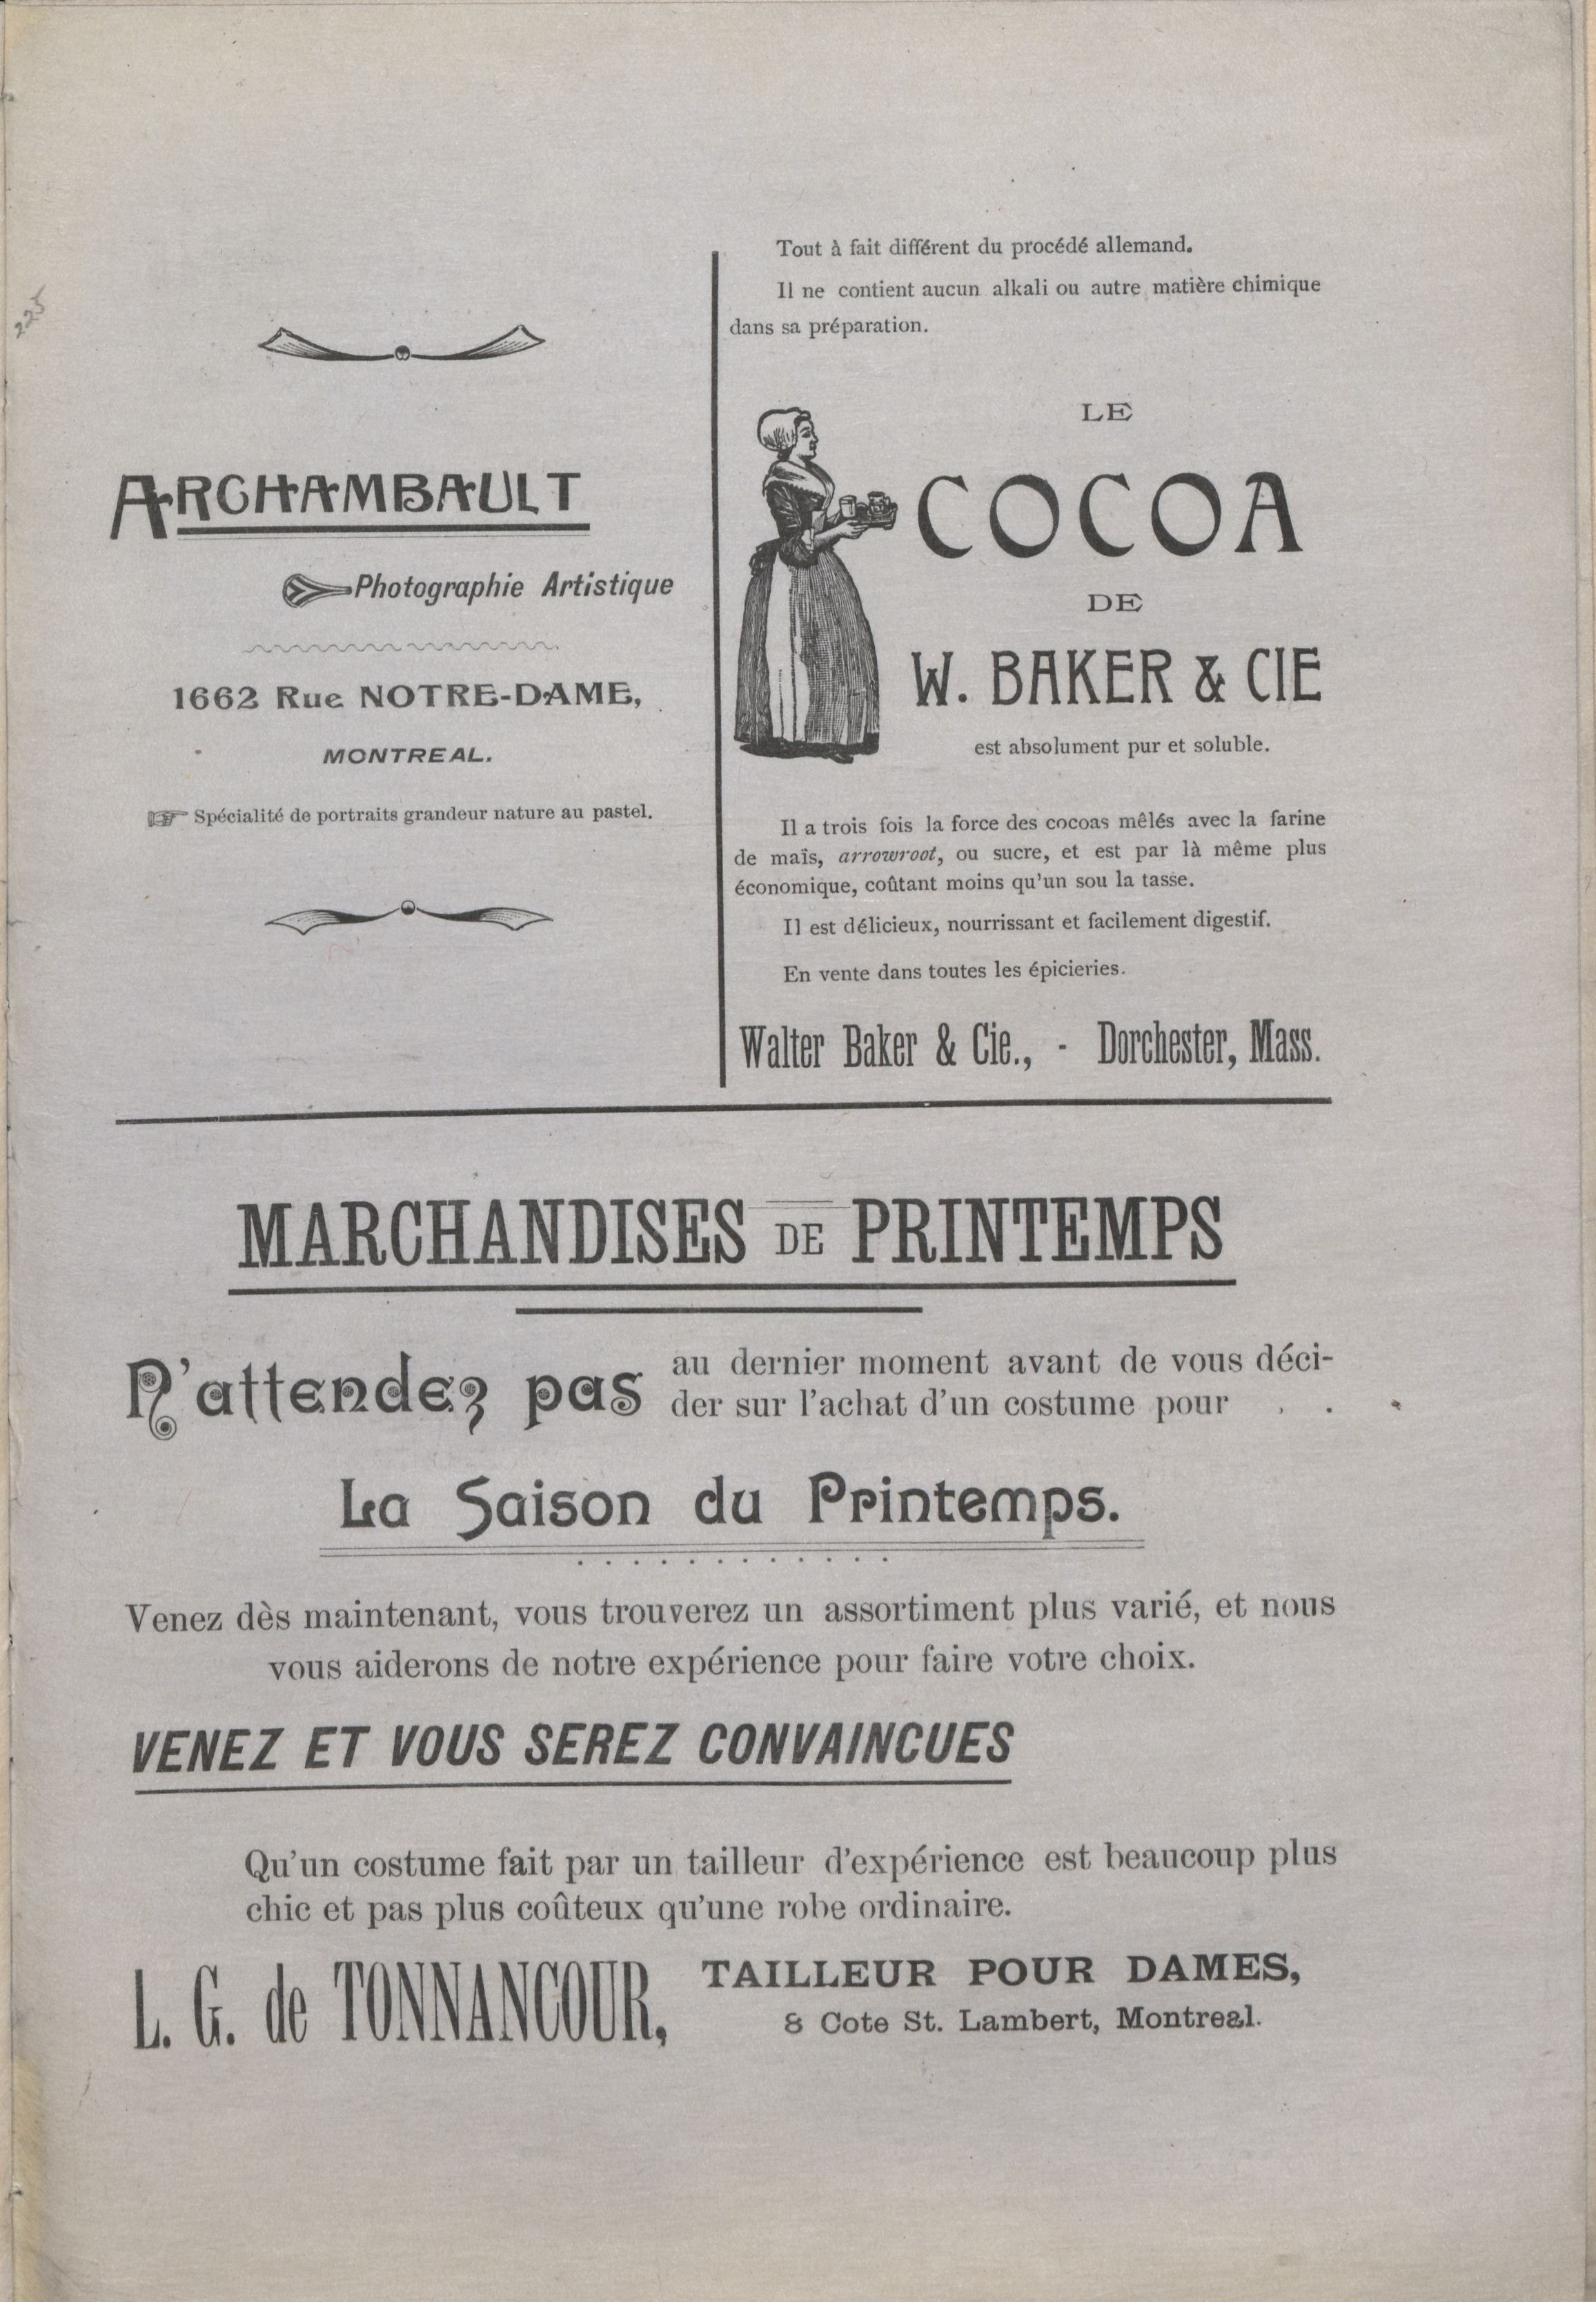 225
ARCHAMBAULT
Photographie Artistique
1662 Rue NOTRE-DAME,
MONTREAL.
Spécialité de portraits grandeur nature au pastel.
Tout à fait différent du procédé allemand.
Il ne contient aucun alkali ou autre matière chimique
dans sa préparation.
LE
COCOA
DE
W. BAKER & CIE
est absolument pur et soluble.
Il a trois fois la force des cocoas mêlés avec la farine
de maïs, arrowroot, ou sucre, et est par là même plus
économique, coûtant moins qu'un sou la tasse.
Il est délicieux, nourrissant et facilement digestif.
En vente dans toutes les épicieries.
Walter Baker & Cie., - Dorchester, Mass.
MARCHANDISES DE PRINTEMPS
N'attendez pas au dernier moment avant de vous déci-
der sur l'achat d'un costume pour . .
La Saison du Printemps.
Venez dès maintenant, vous trouverez un assortiment plus varié, et nous
vous aiderons de notre expérience pour faire votre choix.
VENEZ ET VOUS SEREZ CONVAINCUES
Qu'un costume fait par un tailleur d'expérience est beaucoup plus
chic et pas plus coûteux qu'une robe ordinaire.
L. G. de TONNANCOUR, TAILLEUR POUR DAMES,
8 Cote St. Lambert, Montreal.